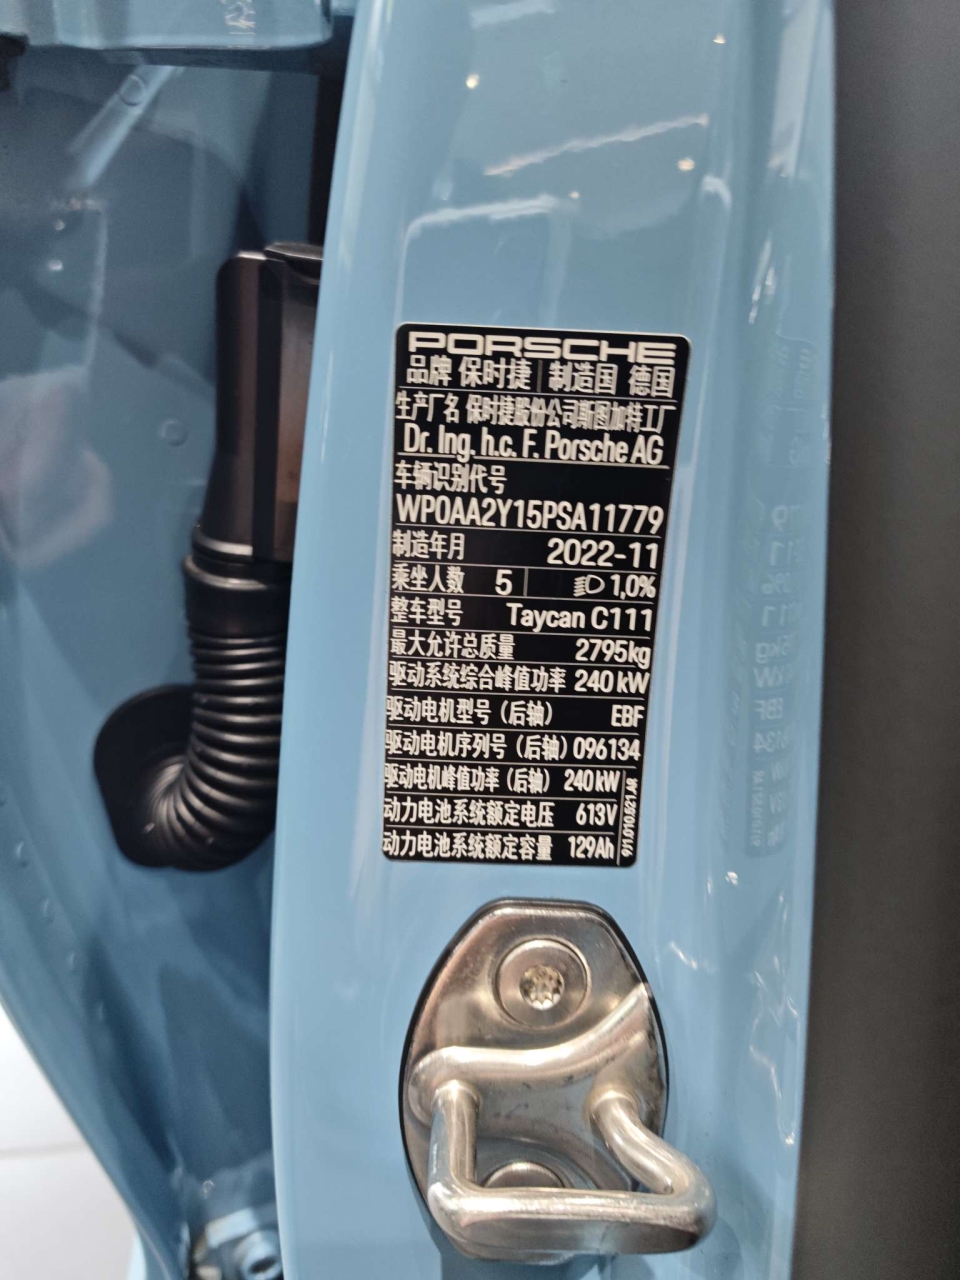 PORSCHE
品牌 保时捷 制造国 德国
生产厂名 保时捷股份公司斯图加特工厂
Dr. Ing. h.c. F. Porsche AG
车辆识别代号
WP0AA2Y15PSA11779
制造年月 2022-11
乘坐人数 5 1,0%
整车型号 Taycan C111
最大允许总质量 2795kg
驱动系统综合峰值功率 240kW
驱动电机型号（后轴） EBF
驱动电机序列号（后轴）096134
驱动电机峰值功率（后轴） 240kW
动力电池系统额定电压 613V
动力电池系统额定容量 129Ah
9J1.010.621.AR